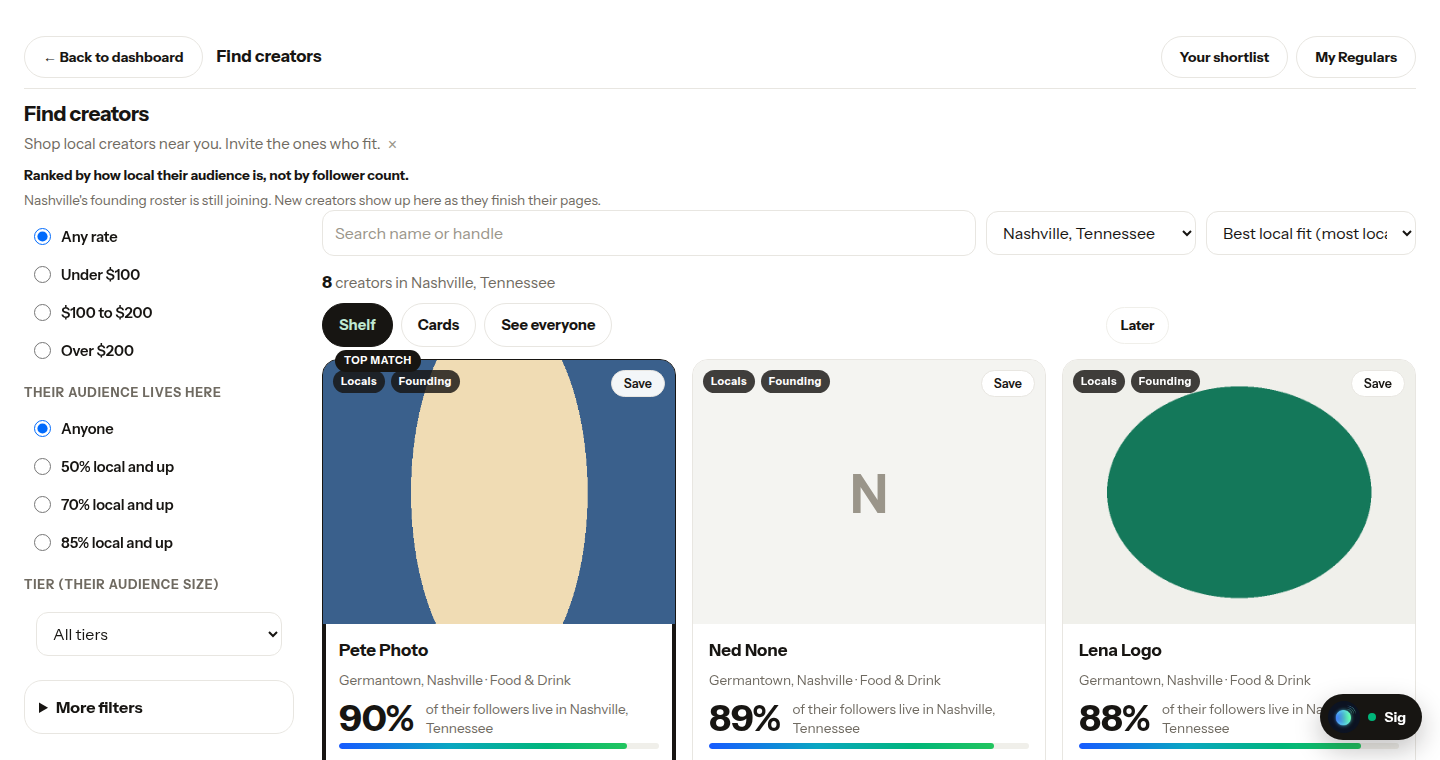 ← Back to dashboard
Find creators
Your shortlist
My Regulars
Find creators
Shop local creators near you. Invite the ones who fit. ×
Ranked by how local their audience is, not by follower count.
Nashville's founding roster is still joining. New creators show up here as they finish their pages.
Any rate
Under $100
$100 to $200
Over $200
THEIR AUDIENCE LIVES HERE
Anyone
50% local and up
70% local and up
85% local and up
TIER (THEIR AUDIENCE SIZE)
All tiers
More filters
Search name or handle
Nashville, Tennessee
Best local fit (most loca
8 creators in Nashville, Tennessee
Shelf
Cards
See everyone
Later
TOP MATCH
Locals
Founding
Save
Pete Photo
Germantown, Nashville · Food & Drink
90%
of their followers live in Nashville,
Tennessee
Locals
Founding
Save
N
Ned None
Germantown, Nashville · Food & Drink
89%
of their followers live in Nashville,
Tennessee
Locals
Founding
Save
Lena Logo
Germantown, Nashville · Food & Drink
88%
of their followers live in Na
Tennessee
Sig